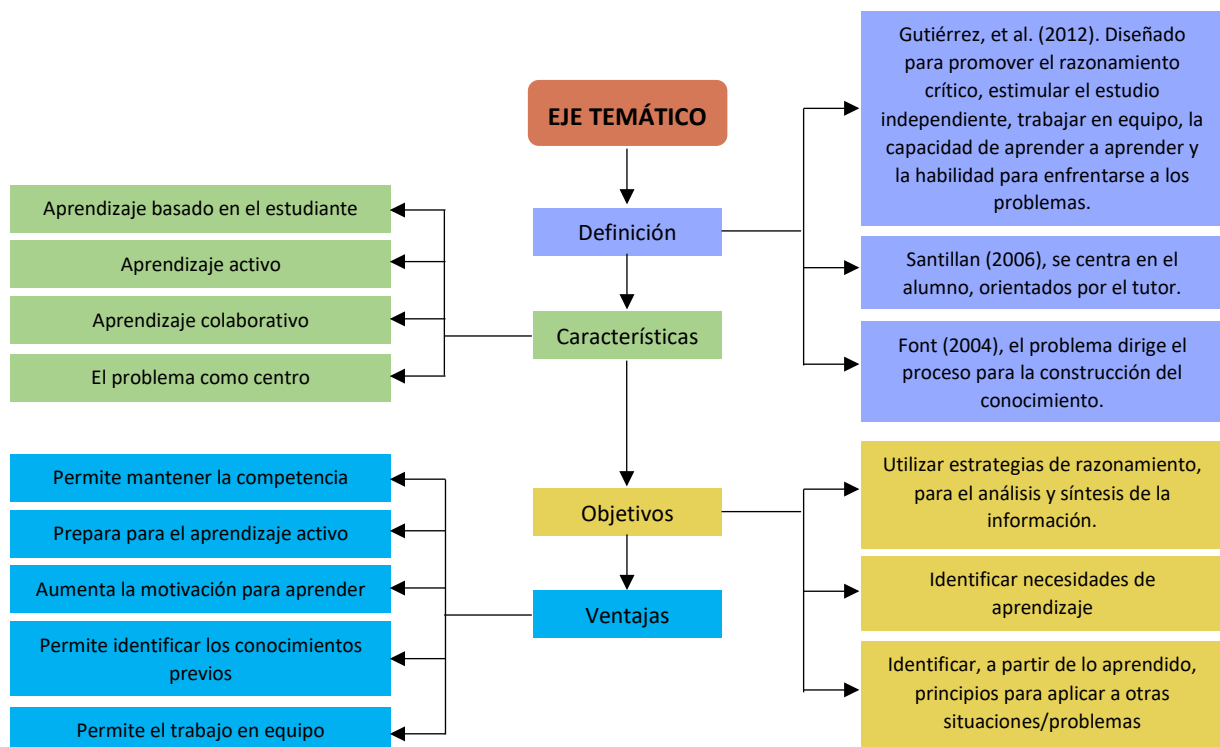 EJE TEMÁTICO
Definición
Gutiérrez, et al. (2012). Diseñado
para promover el razonamiento
crítico, estimular el estudio
independiente, trabajar en equipo, la
capacidad de aprender a aprender y
la habilidad para enfrentarse a los
problemas.
Santillan (2006), se centra en el
alumno, orientados por el tutor.
Font (2004), el problema dirige el
proceso para la construcción del
conocimiento.
Características
Aprendizaje basado en el estudiante
Aprendizaje activo
Aprendizaje colaborativo
El problema como centro
Objetivos
Utilizar estrategias de razonamiento,
para el análisis y síntesis de la
información.
Identificar necesidades de
aprendizaje
Identificar, a partir de lo aprendido,
principios para aplicar a otras
situaciones/problemas
Ventajas
Permite mantener la competencia
Prepara para el aprendizaje activo
Aumenta la motivación para aprender
Permite identificar los conocimientos
previos
Permite el trabajo en equipo